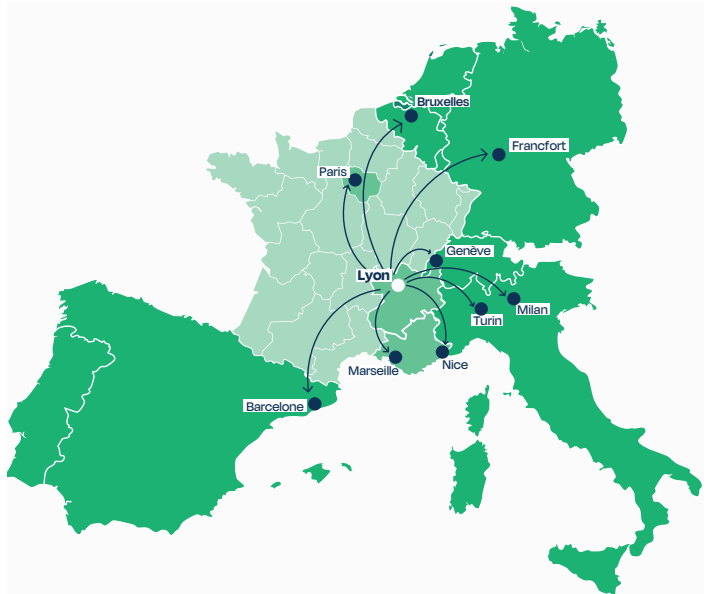 Bruxelles
Francfort
Paris
Genève
Lyon
Milan
Turin
Nice
Marseille
Barcelone